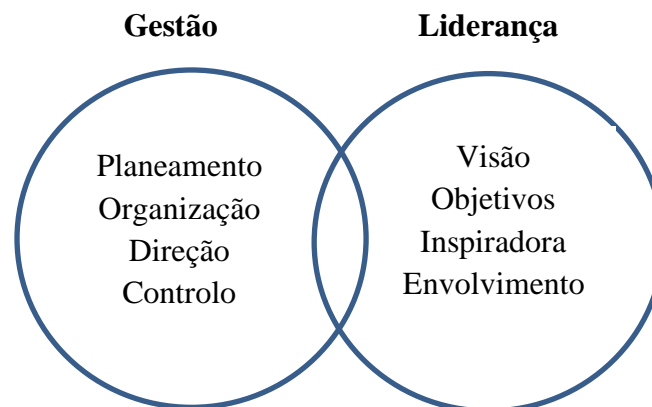 Gestão
Liderança
Planeamento
Organização
Direção
Controlo
Visão
Objetivos
Inspiradora
Envolvimento